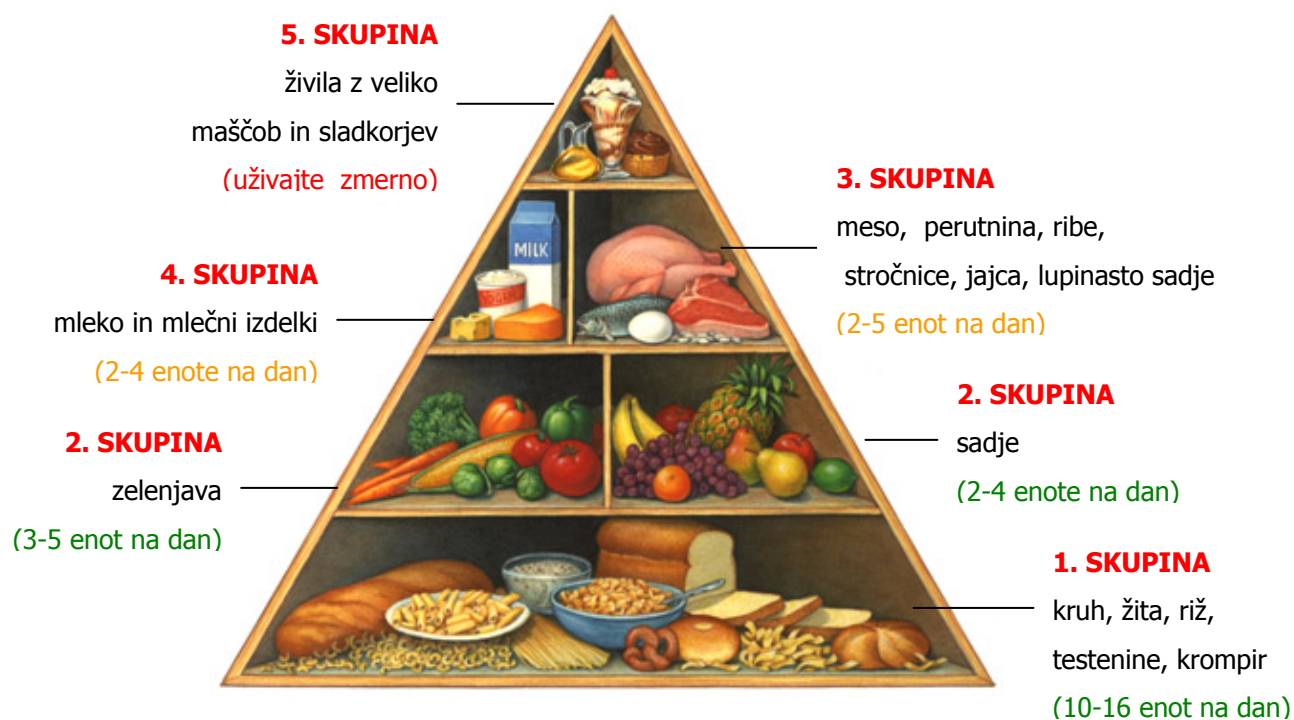 5. SKUPINA
živila z veliko
maščob in sladkorjev
(uživajte zmerno)
3. SKUPINA
meso, perutnina, ribe,
stročnice, jajca, lupinasto sadje
(2-5 enot na dan)
4. SKUPINA
mleko in mlečni izdelki
(2-4 enote na dan)
MILK
2. SKUPINA
sadje
(2-4 enote na dan)
2. SKUPINA
zelenjava
(3-5 enot na dan)
1. SKUPINA
kruh, žita, riž,
testenine, krompir
(10-16 enot na dan)